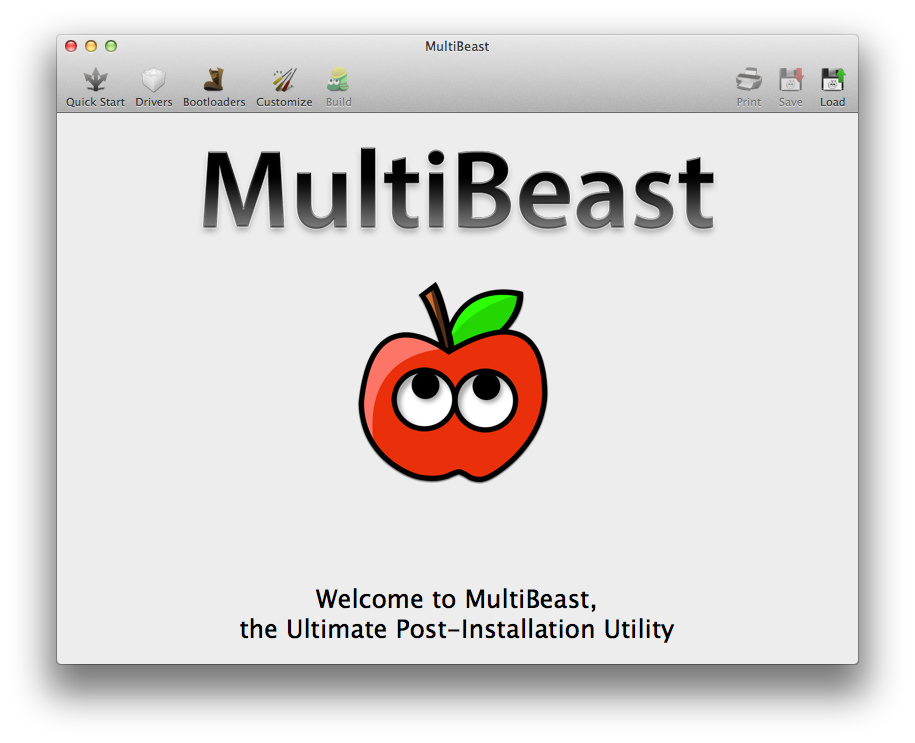 MultiBeast
Quick Start Drivers Bootloaders Customize Build Print Save Load
MultiBeast
Welcome to MultiBeast,
the Ultimate Post-Installation Utility